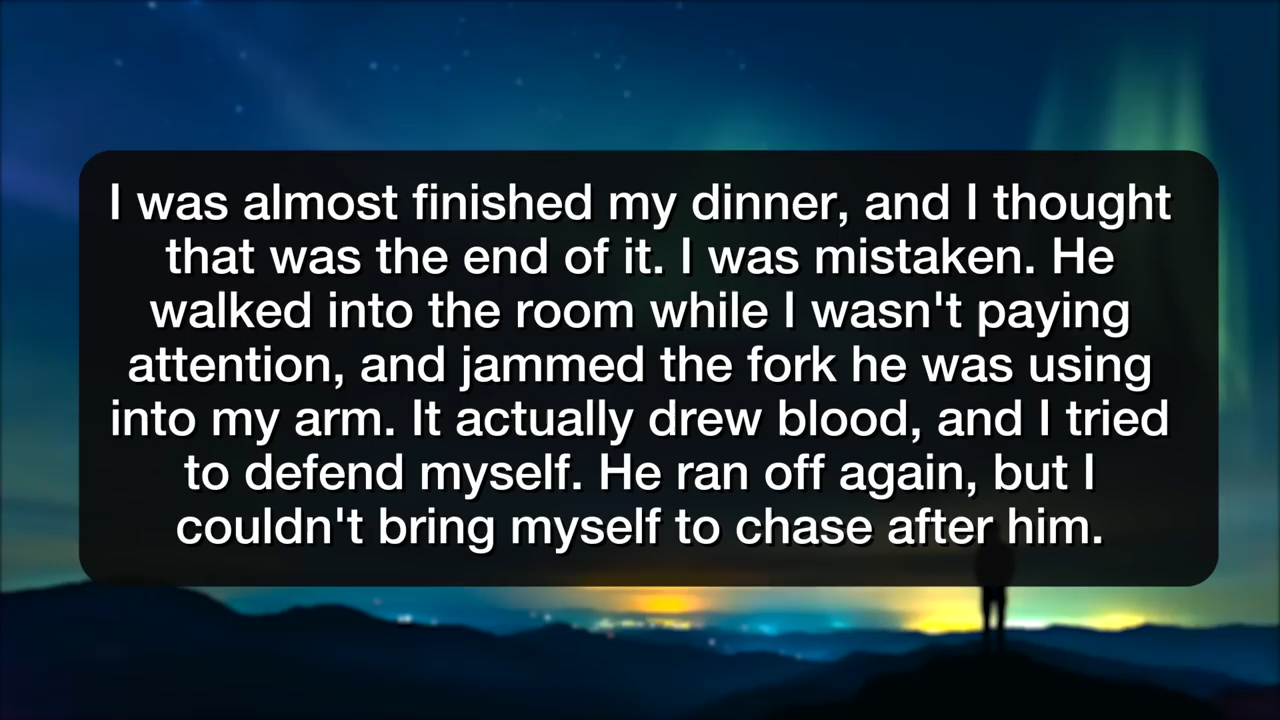 I was almost finished my dinner, and I thought
that was the end of it. I was mistaken. He
walked into the room while I wasn't paying
attention, and jammed the fork he was using
into my arm. It actually drew blood, and I tried
to defend myself. He ran off again, but I
couldn't bring myself to chase after him.